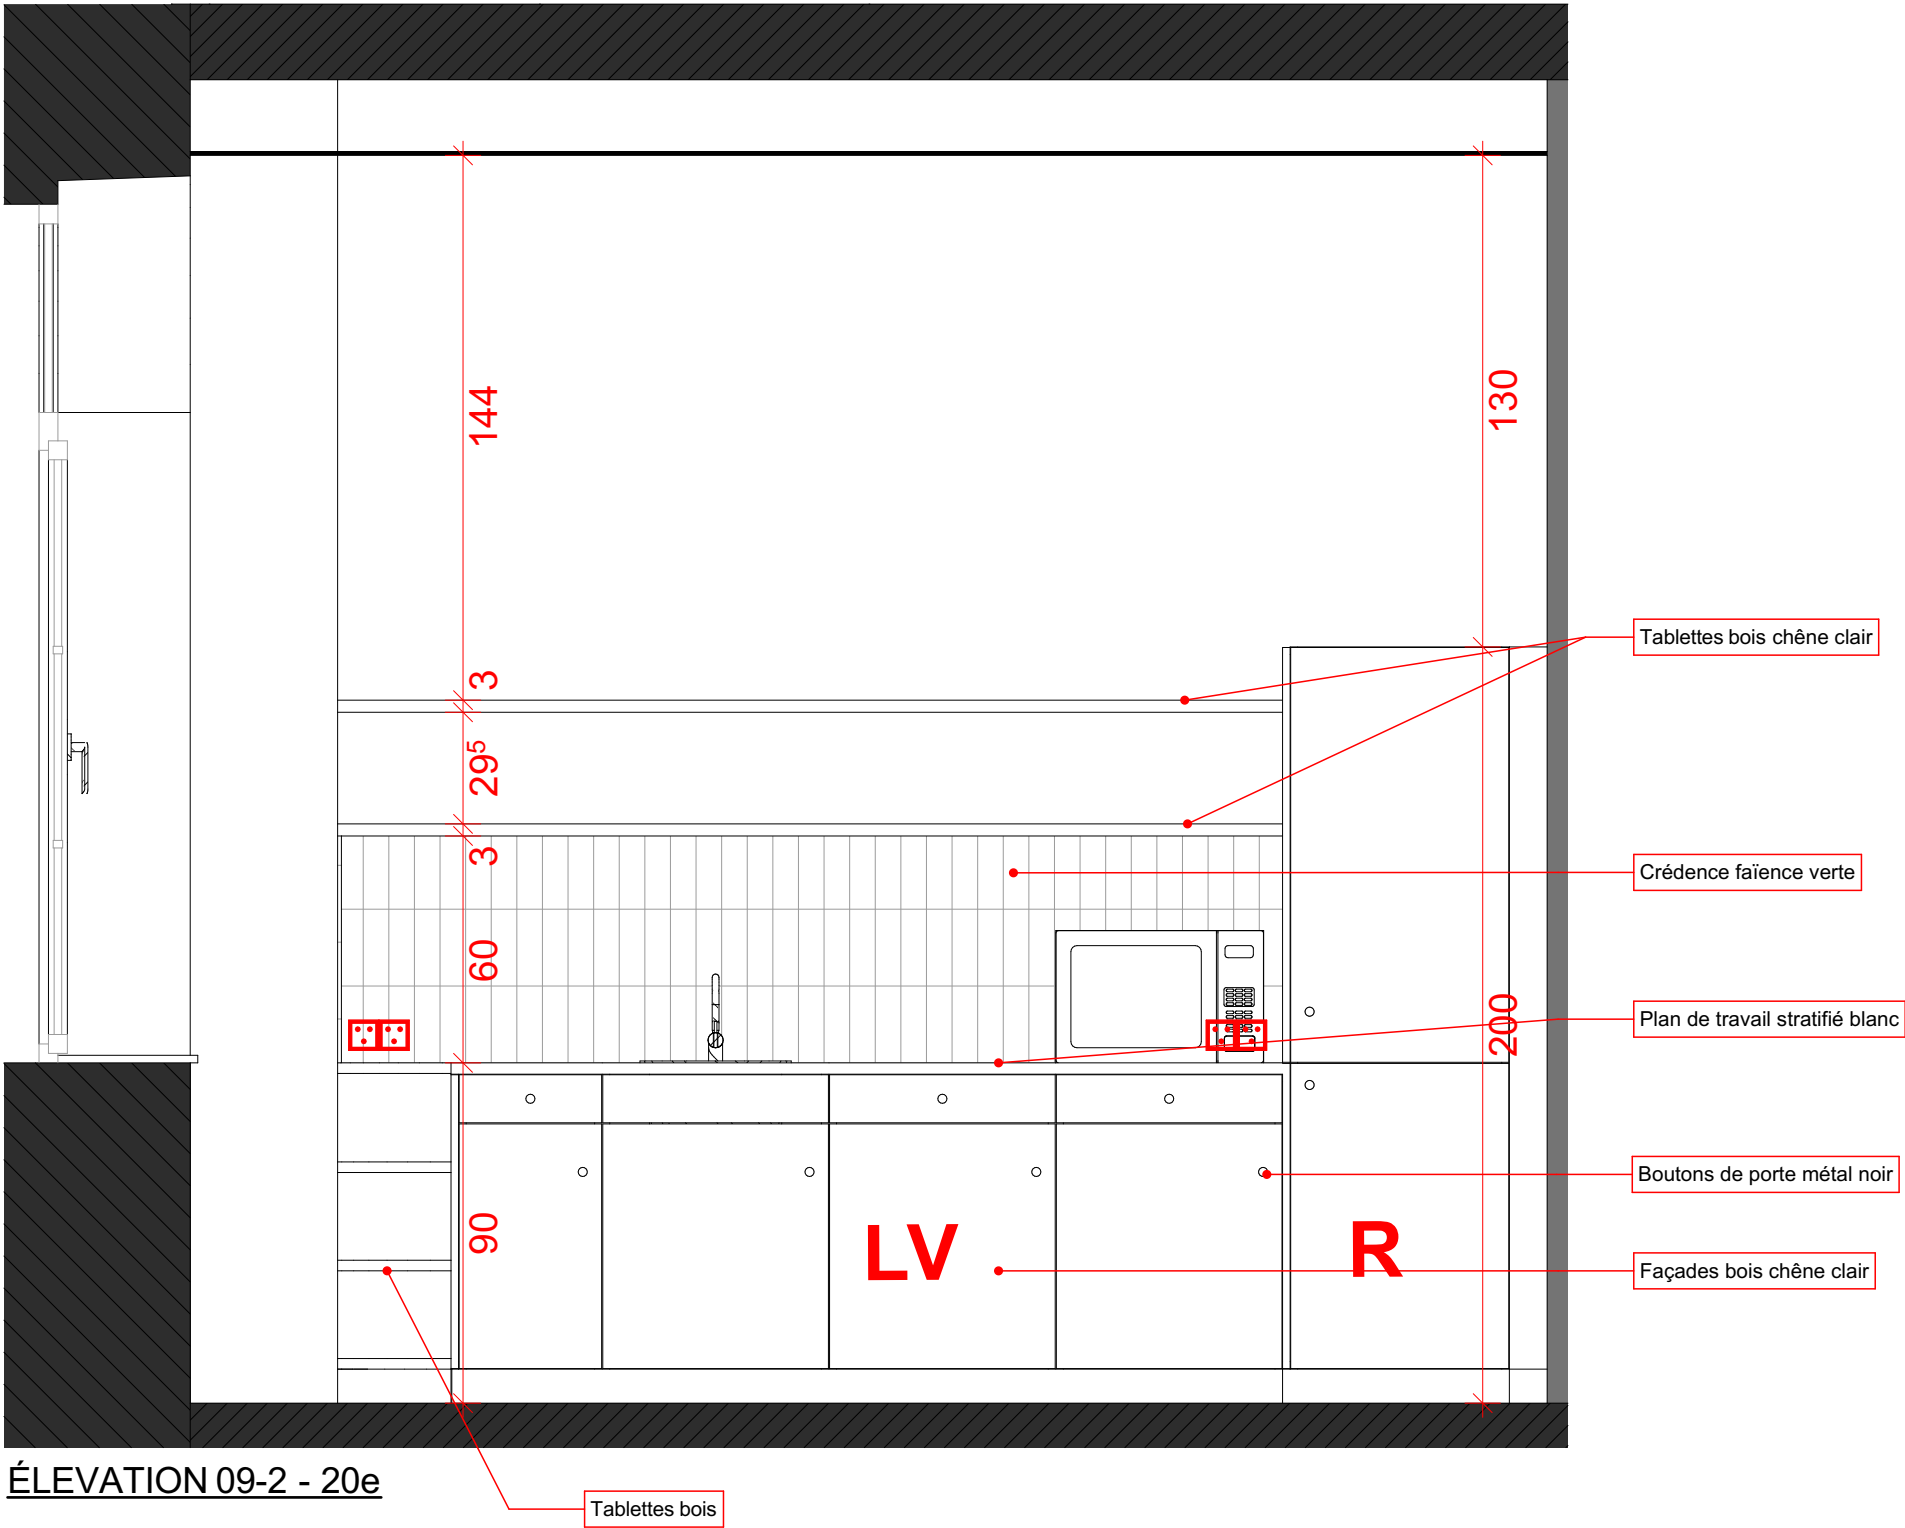 144
130
3
Tablettes bois chêne clair
29⁵
3
Crédence faïence verte
60
200
Plan de travail stratifié blanc
90
LV
R
Boutons de porte métal noir
Façades bois chêne clair
ÉLEVATION 09-2 - 20e
Tablettes bois